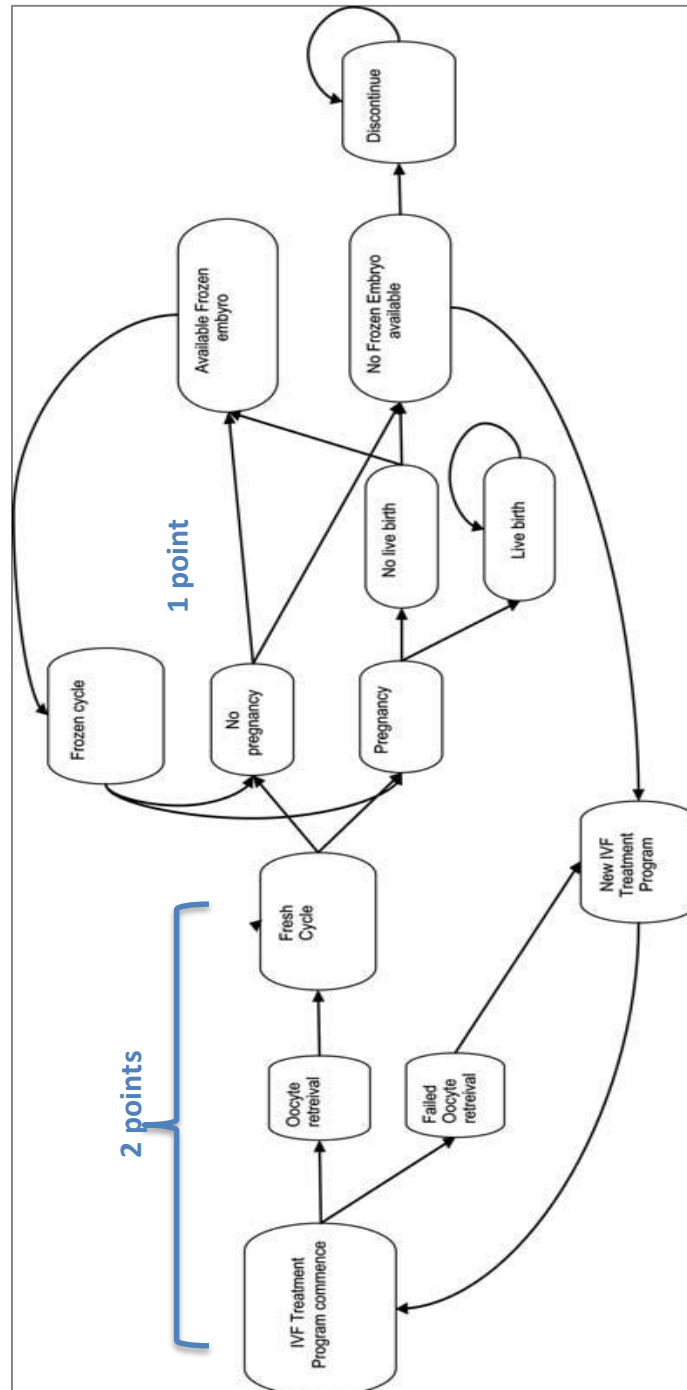 2 points
1 point
IVF Treatment
Program commence
Oocyte
retreival
Failed
Oocyte
retreival
Fresh
Cycle
New IVF
Treatment
Program
Frozen cycle
No
pregnancy
Pregnancy
No live birth
Live birth
Available Frozen
embyro
No Frozen Embryo
available
Discontinue